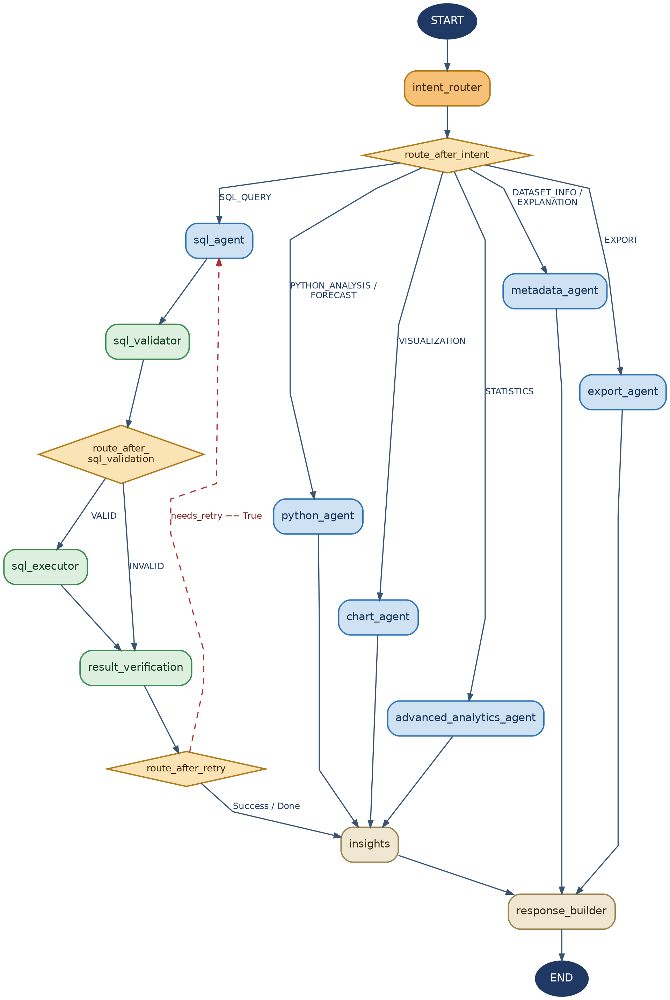 START
intent_router
route_after_intent
SQL_QUERY
DATASET_INFO /
EXPLANATION
sql_agent
EXPORT
PYTHON_ANALYSIS /
FORECAST
metadata_agent
sql_validator
VISUALIZATION
STATISTICS
export_agent
route_after_
sql_validation
VALID
needs_retry == True
python_agent
sql_executor
INVALID
chart_agent
result_verification
advanced_analytics_agent
route_after_retry
Success / Done
insights
response_builder
END